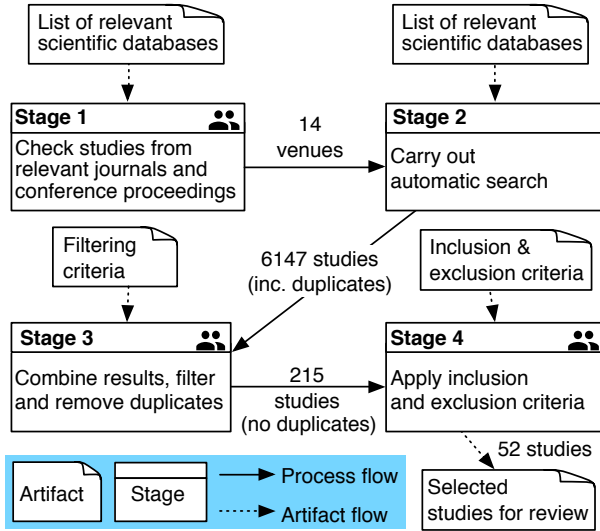 List of relevant
scientific databases
List of relevant
scientific databases
Stage 1
Check studies from
relevant journals and
conference proceedings
14
venues
Stage 2
Carry out
automatic search
Filtering
criteria
6147 studies
(inc. duplicates)
Inclusion &
exclusion criteria
Stage 3
Combine results, filter
and remove duplicates
215
studies
(no duplicates)
Stage 4
Apply inclusion
and exclusion criteria
52 studies
Selected
studies for review
Artifact
Stage
Process flow
Artifact flow